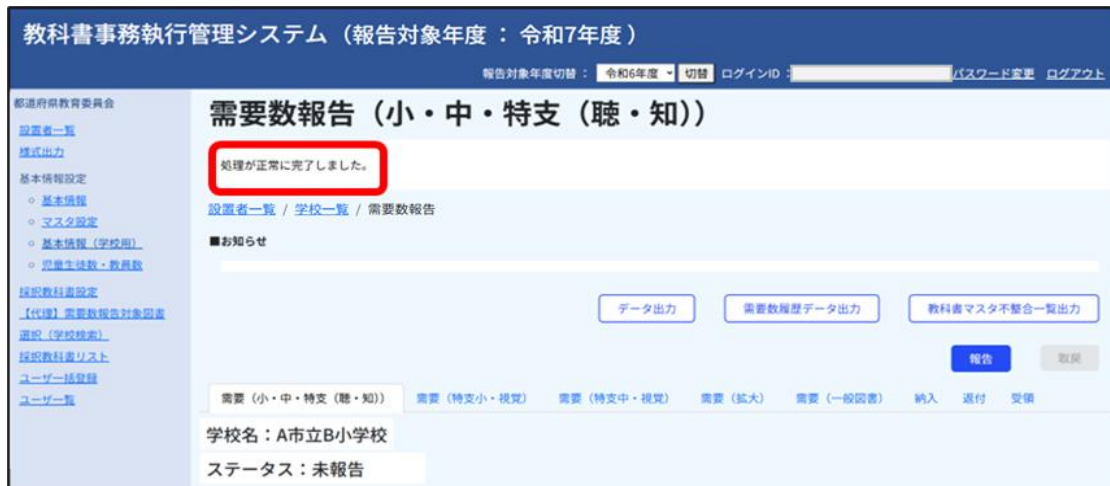 教科書事務執行管理システム（報告対象年度 ： 令和7年度 ）
報告対象年度切替 ： 令和6年度 切替 ログインID ： パスワード変更 ログアウト
都道府県教育委員会
設置者一覧
様式出力
基本情報設定
基本情報
マスタ設定
基本情報（学校用）
児童生徒数・教員数
採択教科書設定
【代理】需要数報告対象図書
選択（学校検索）
採択教科書リスト
ユーザ一括登録
ユーザ一覧
需要数報告（小・中・特支（聴・知））
処理が正常に完了しました。
設置者一覧 / 学校一覧 / 需要数報告
■お知らせ
データ出力 需要数履歴データ出力 教科書マスタ不整合一覧出力
報告 取戻
需要（小・中・特支（聴・知）） 需要（特支小・視覚） 需要（特支中・視覚） 需要（拡大） 需要（一般図書） 納入 返付 受領
学校名：A市立B小学校
ステータス：未報告